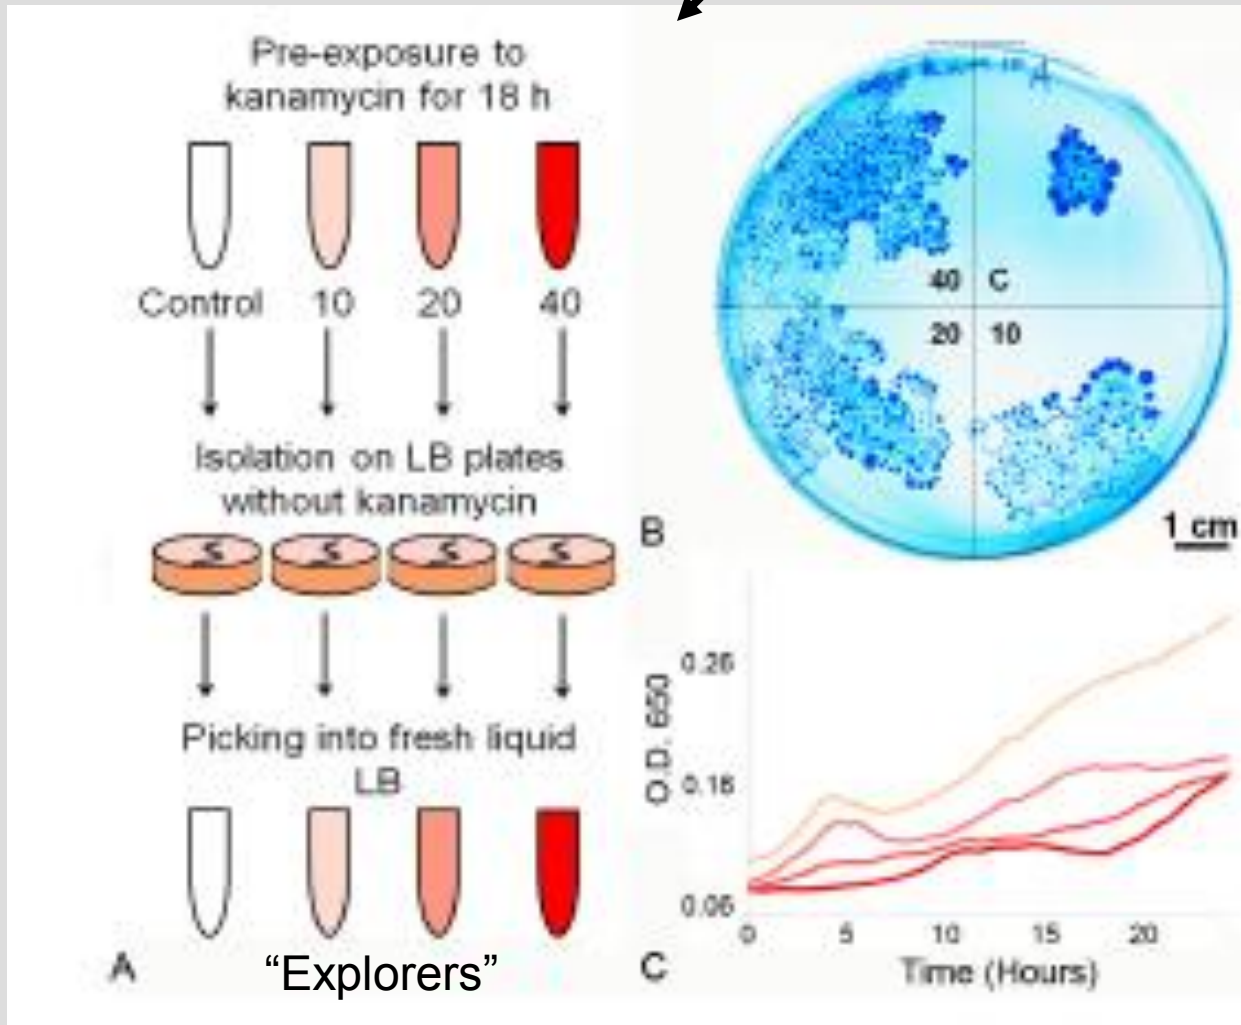 Pre-exposure to
kanamycin for 18 h
Control 10 20 40
Isolation on LB plates
without kanamycin
Picking into fresh liquid
LB
A "Explorers"
40 C
20 10
B
1 cm
0.26
0.16
0.06
O.D. 650
0 5 10 15 20
C Time (Hours)